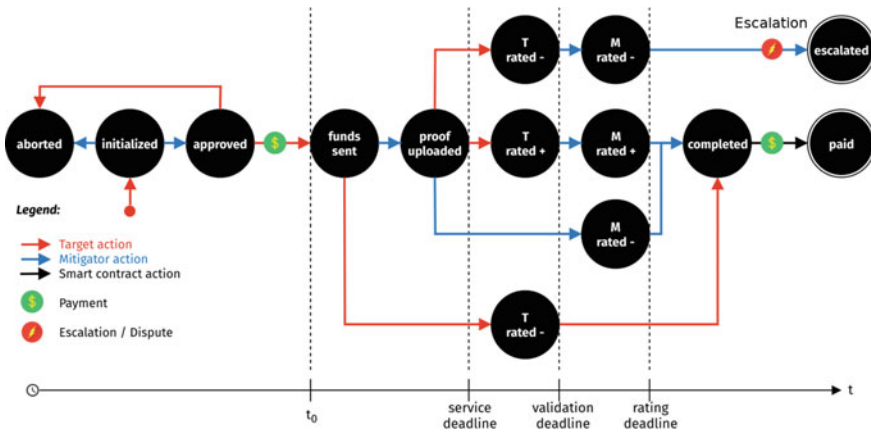 Escalation
T
rated -
M
rated -
escalated
aborted
initialized
approved
$
funds
sent
proof
uploaded
T
rated +
M
rated +
completed
$
paid
Legend:
Target action
Mitigator action
Smart contract action
$
Payment
Escalation / Dispute
M
rated -
T
rated -
t0
service
deadline
validation
deadline
rating
deadline
t